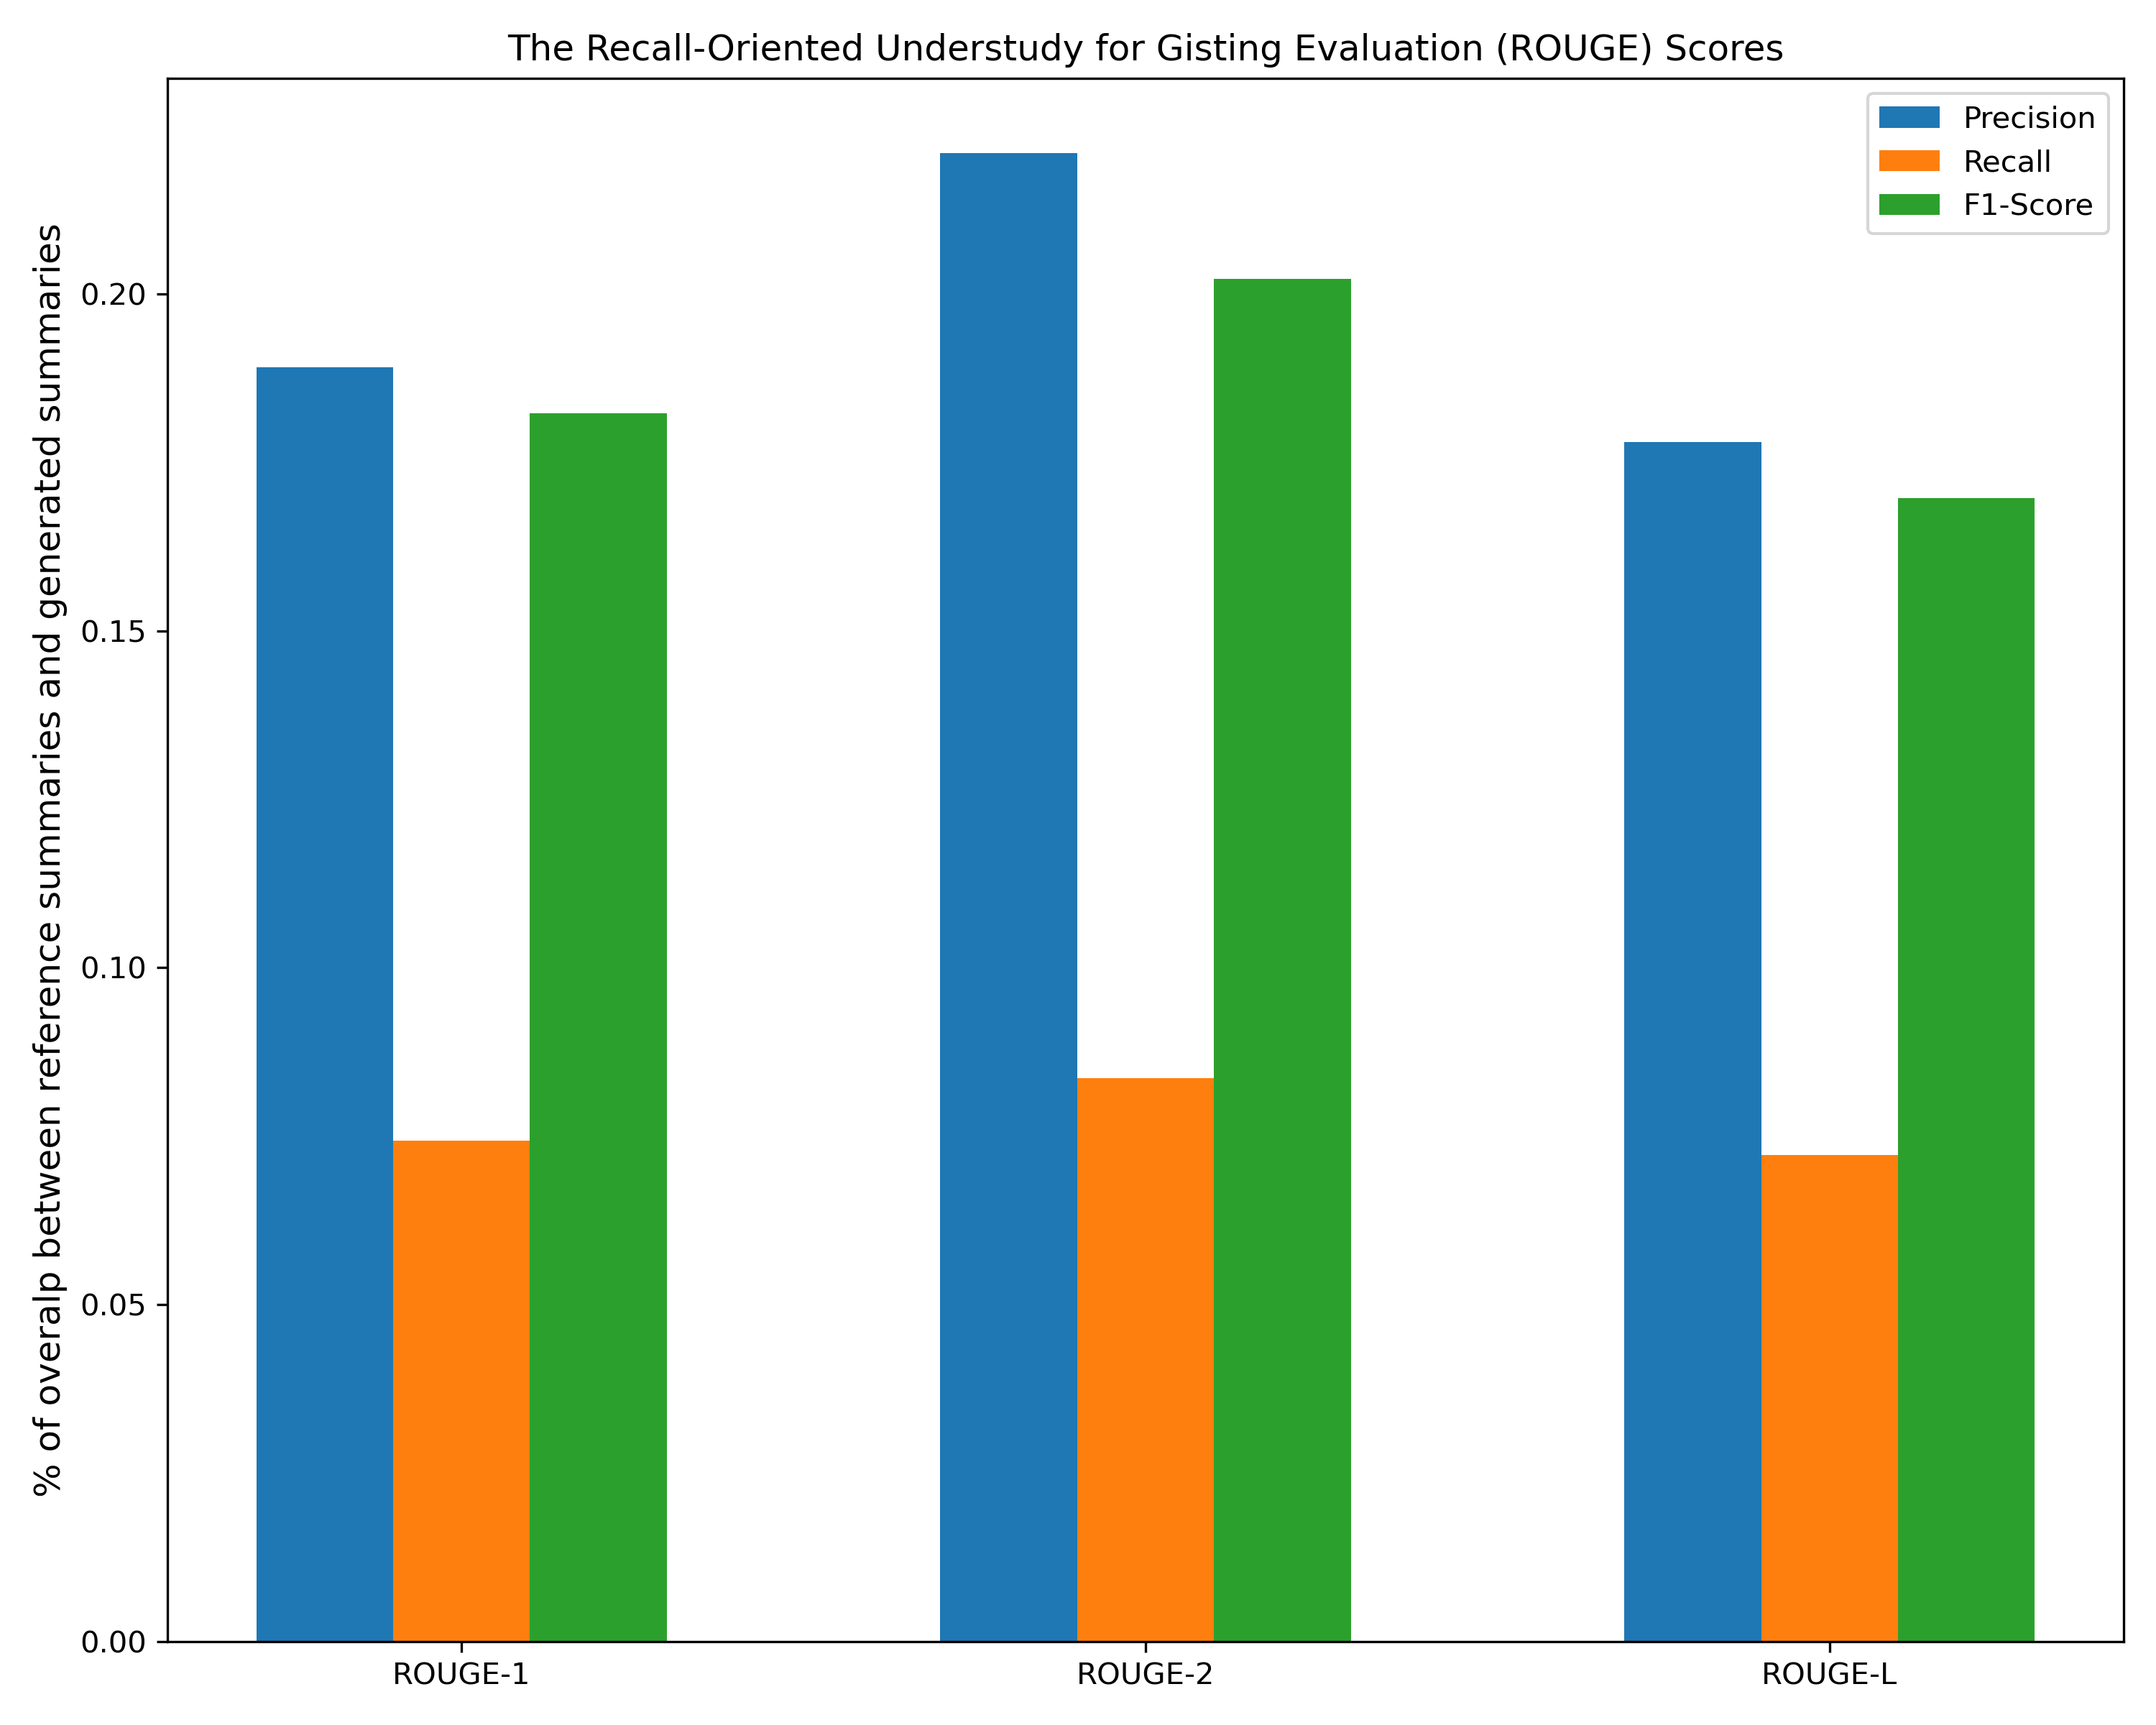 The Recall-Oriented Understudy for Gisting Evaluation (ROUGE) Scores
Precision
Recall
F1-Score
% of overalp between reference summaries and generated summaries
0.20
0.15
0.10
0.05
0.00
ROUGE-1
ROUGE-2
ROUGE-L